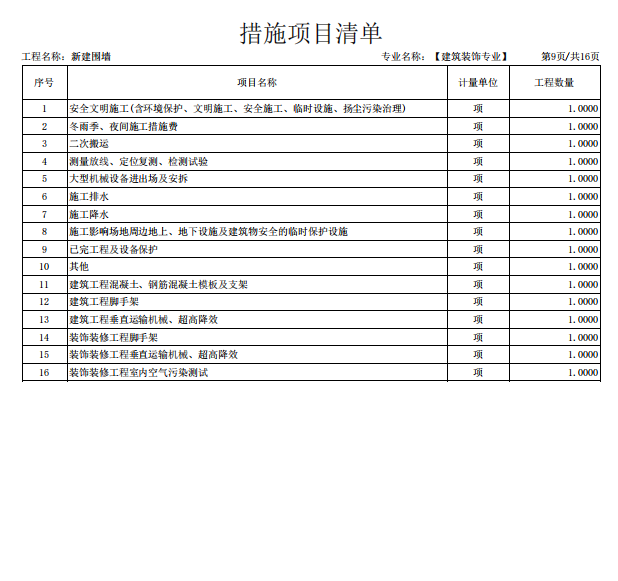 措施项目清单
工程名称：新建围墙 专业名称：【建筑装饰专业】 第9页/共16页
序号 项目名称 计量单位 工程数量
1 安全文明施工(含环境保护、文明施工、安全施工、临时设施、扬尘污染治理) 项 1.0000
2 冬雨季、夜间施工措施费 项 1.0000
3 二次搬运 项 1.0000
4 测量放线、定位复测、检测试验 项 1.0000
5 大型机械设备进出场及安拆 项 1.0000
6 施工排水 项 1.0000
7 施工降水 项 1.0000
8 施工影响场地周边地上、地下设施及建筑物安全的临时保护设施 项 1.0000
9 已完工程及设备保护 项 1.0000
10 其他 项 1.0000
11 建筑工程混凝土、钢筋混凝土模板及支架 项 1.0000
12 建筑工程脚手架 项 1.0000
13 建筑工程垂直运输机械、超高降效 项 1.0000
14 装饰装修工程脚手架 项 1.0000
15 装饰装修工程垂直运输机械、超高降效 项 1.0000
16 装饰装修工程室内空气污染测试 项 1.0000